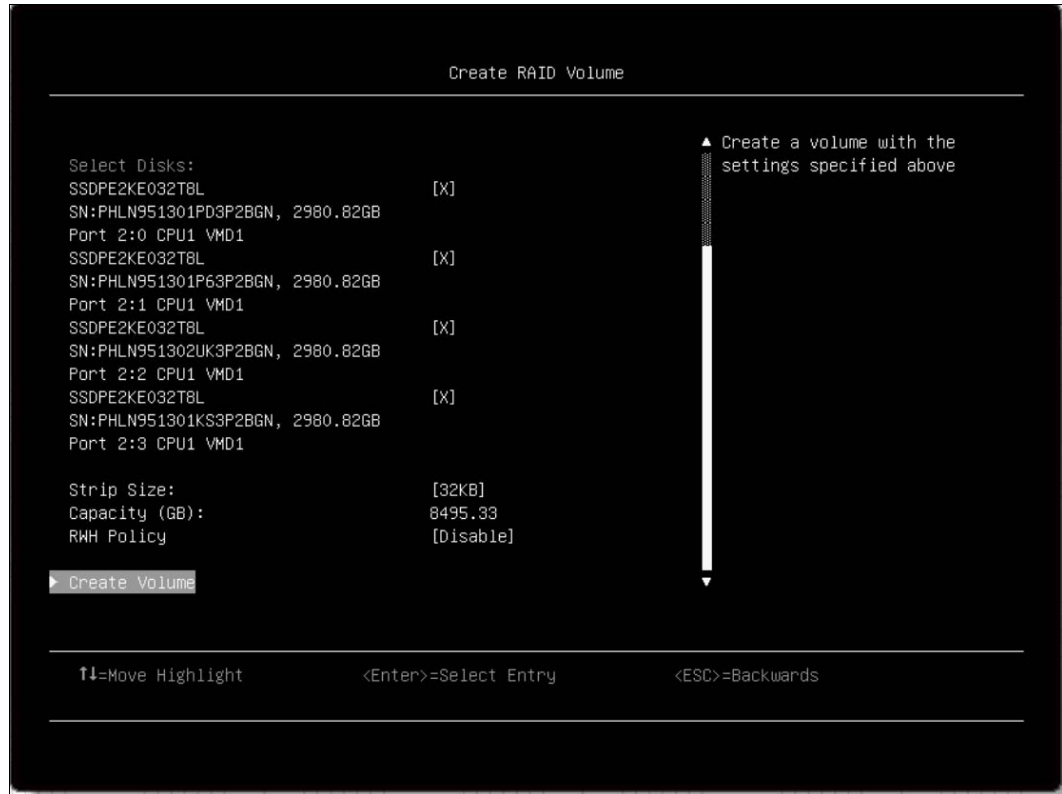 Create RAID Volume
Select Disks:
SSDPE2KE032T8L [X]
SN:PHLN951301PD3P2BGN, 2980.82GB
Port 2:0 CPU1 VMD1
SSDPE2KE032T8L [X]
SN:PHLN951301P63P2BGN, 2980.82GB
Port 2:1 CPU1 VMD1
SSDPE2KE032T8L [X]
SN:PHLN951302UK3P2BGN, 2980.82GB
Port 2:2 CPU1 VMD1
SSDPE2KE032T8L [X]
SN:PHLN951301KS3P2BGN, 2980.82GB
Port 2:3 CPU1 VMD1
Strip Size: [32KB]
Capacity (GB): 8495.33
RWH Policy [Disable]
Create Volume
Create a volume with the
settings specified above
↑↓=Move Highlight <Enter>=Select Entry <ESC>=Backwards